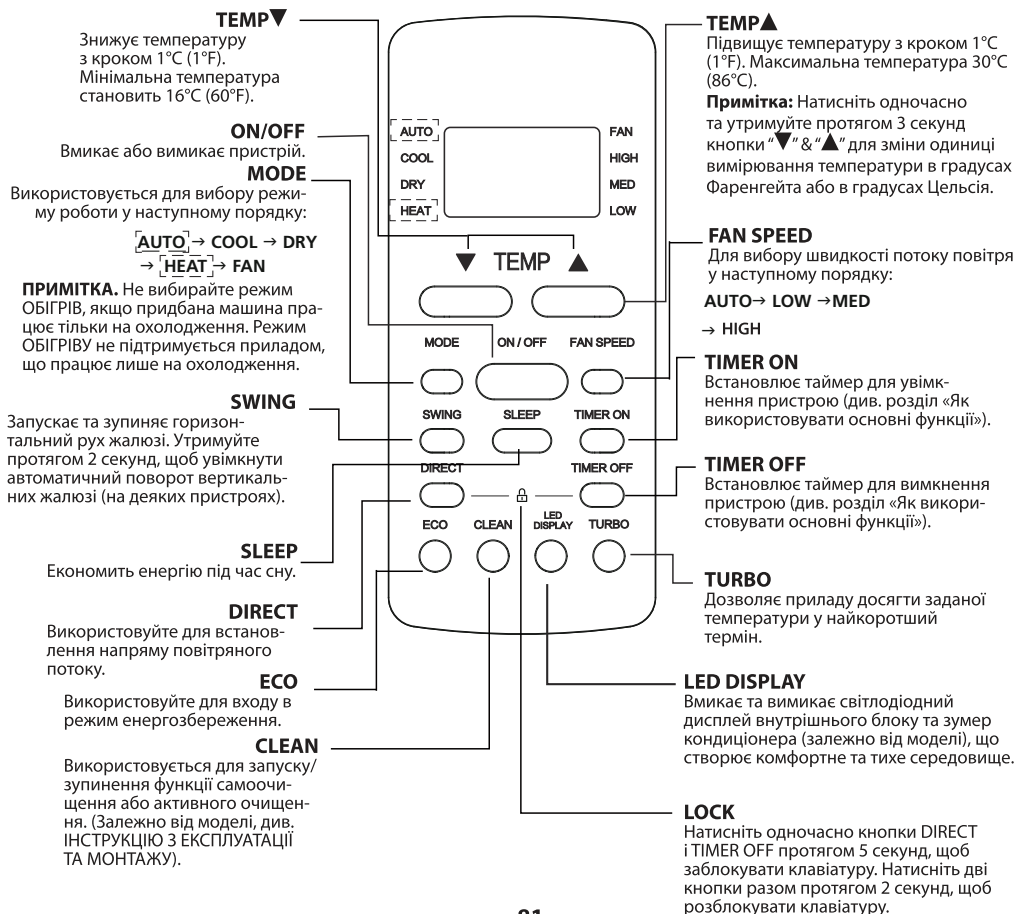 TEMP▼
Знижує температуру
з кроком 1°C (1°F).
Мінімальна температура
становить 16°C (60°F).
ON/OFF
Вмикає або вимикає пристрій.
MODE
Використовується для вибору режи-
му роботи у наступному порядку:
AUTO → COOL → DRY
→ HEAT → FAN
ПРИМІТКА. Не вибирайте режим
ОБІГРІВ, якщо придбана машина пра-
цює тільки на охолодження. Режим
ОБІГРІВУ не підтримується приладом,
що працює лише на охолодження.
SWING
Запускає та зупиняє горизон-
тальний рух жалюзі. Утримуйте
протягом 2 секунд, щоб увімкнути
автоматичний поворот вертикаль-
них жалюзі (на деяких пристроях).
SLEEP
Економить енергію під час сну.
DIRECT
Використовуйте для встанов-
лення напряму повітряного
потоку.
ECO
Використовуйте для входу в
режим енергозбереження.
CLEAN
Використовується для запуску/
зупинення функції самоочи-
щення або активного очищен-
ня. (Залежно від моделі, див.
ІНСТРУКЦІЮ З ЕКСПЛУАТАЦІЇ
ТА МОНТАЖУ).
AUTO
COOL
DRY
HEAT
FAN
HIGH
MED
LOW
▼ TEMP ▲
MODE ON / OFF FAN SPEED
SWING SLEEP TIMER ON
DIRECT TIMER OFF
ECO CLEAN LED DISPLAY TURBO
TEMP▲
Підвищує температуру з кроком 1°C
(1°F). Максимальна температура 30°C
(86°C).
Примітка: Натисніть одночасно
та утримуйте протягом 3 секунд
кнопки "▼" & "▲" для зміни одиниці
вимірювання температури в градусах
Фаренгейта або в градусах Цельсія.
FAN SPEED
Для вибору швидкості потоку повітря
у наступному порядку:
AUTO→ LOW →MED
→ HIGH
TIMER ON
Встановлює таймер для увімк-
нення пристрою (див. розділ «Як
використовувати основні функції»).
TIMER OFF
Встановлює таймер для вимкнення
пристрою (див. розділ «Як викори-
стовувати основні функції»).
TURBO
Дозволяє приладу досягти заданої
температури у найкоротший
термін.
LED DISPLAY
Вмикає та вимикає світлодіодний
дисплей внутрішнього блоку та зумер
кондиціонера (залежно від моделі), що
створює комфортне та тихе середовище.
LOCK
Натисніть одночасно кнопки DIRECT
і TIMER OFF протягом 5 секунд, щоб
заблокувати клавіатуру. Натисніть дві
кнопки разом протягом 2 секунд, щоб
розблокувати клавіатуру.